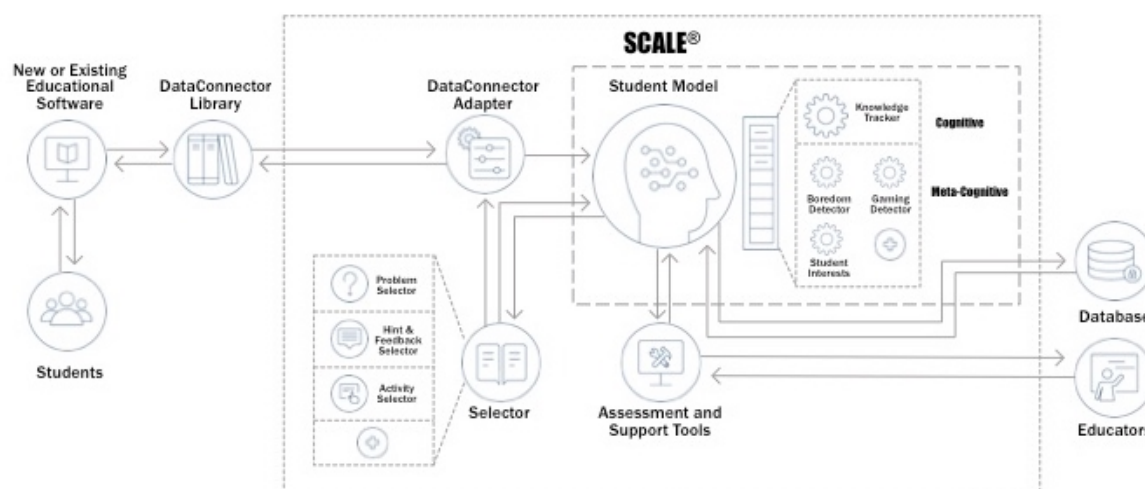 SCALE®
New or Existing
Educational
Software
DataConnector
Library
DataConnector
Adapter
Student Model
Knowledge
Tracker
Cognitive
Boredom
Detector
Gaming
Detector
Meta-Cognitive
Student
Interests
Problem
Selector
Hint &
Feedback
Selector
Activity
Selector
Students
Selector
Assessment and
Support Tools
Database
Educators